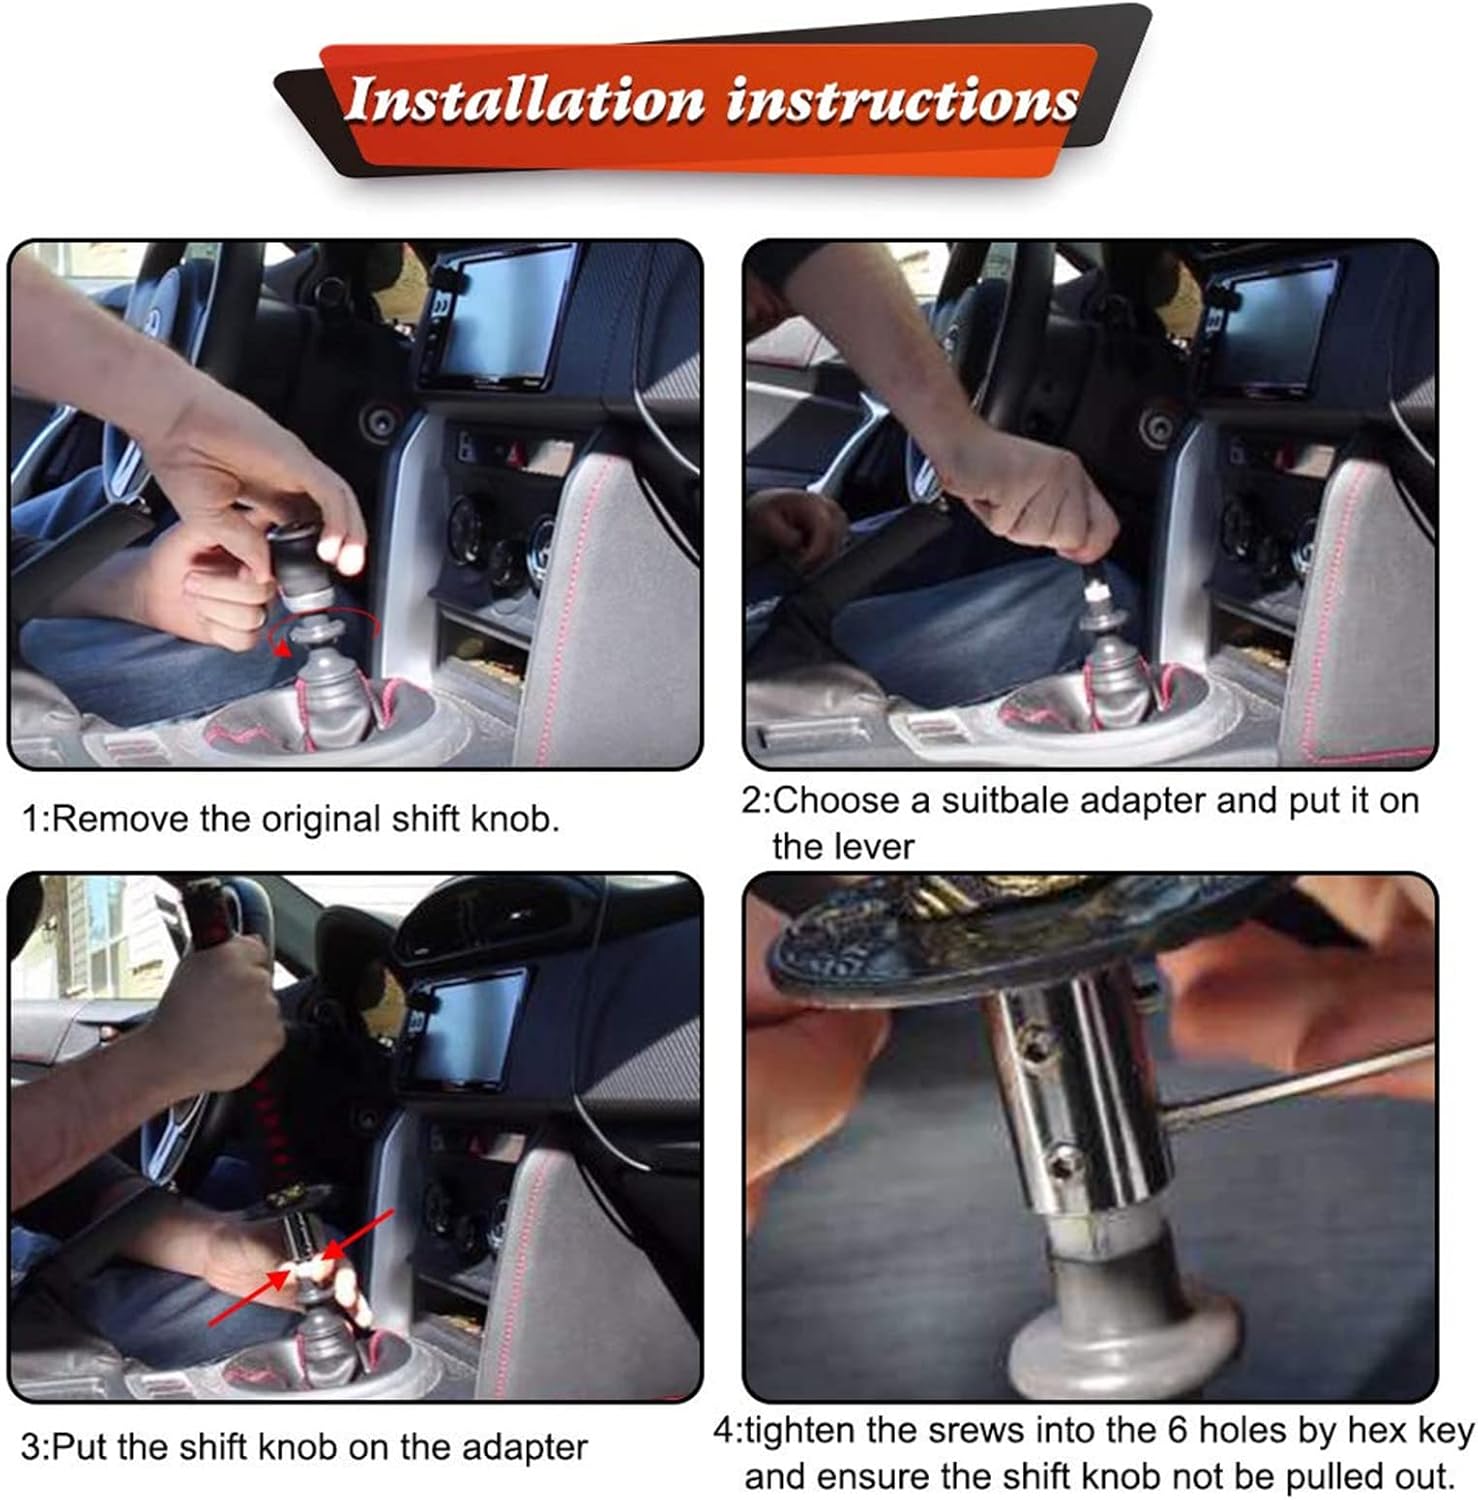 Installation instructions
1:Remove the original shift knob.
2:Choose a suitbale adapter and put it on
the lever
3:Put the shift knob on the adapter
4:tighten the srews into the 6 holes by hex key
and ensure the shift knob not be pulled out.